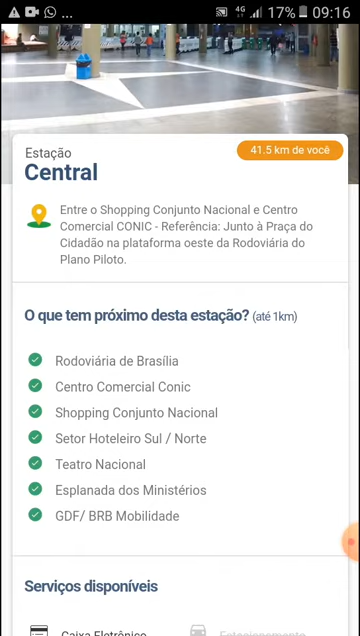 ... 4G 17% 09:16
41.5 km de você
Estação
Central
Entre o Shopping Conjunto Nacional e Centro
Comercial CONIC - Referência: Junto à Praça do
Cidadão na plataforma oeste da Rodoviária do
Plano Piloto.
O que tem próximo desta estação? (até 1km)
Rodoviária de Brasília
Centro Comercial Conic
Shopping Conjunto Nacional
Setor Hoteleiro Sul / Norte
Teatro Nacional
Esplanada dos Ministérios
GDF/ BRB Mobilidade
Serviços disponíveis
Caixa Eletrônico Estacionamento